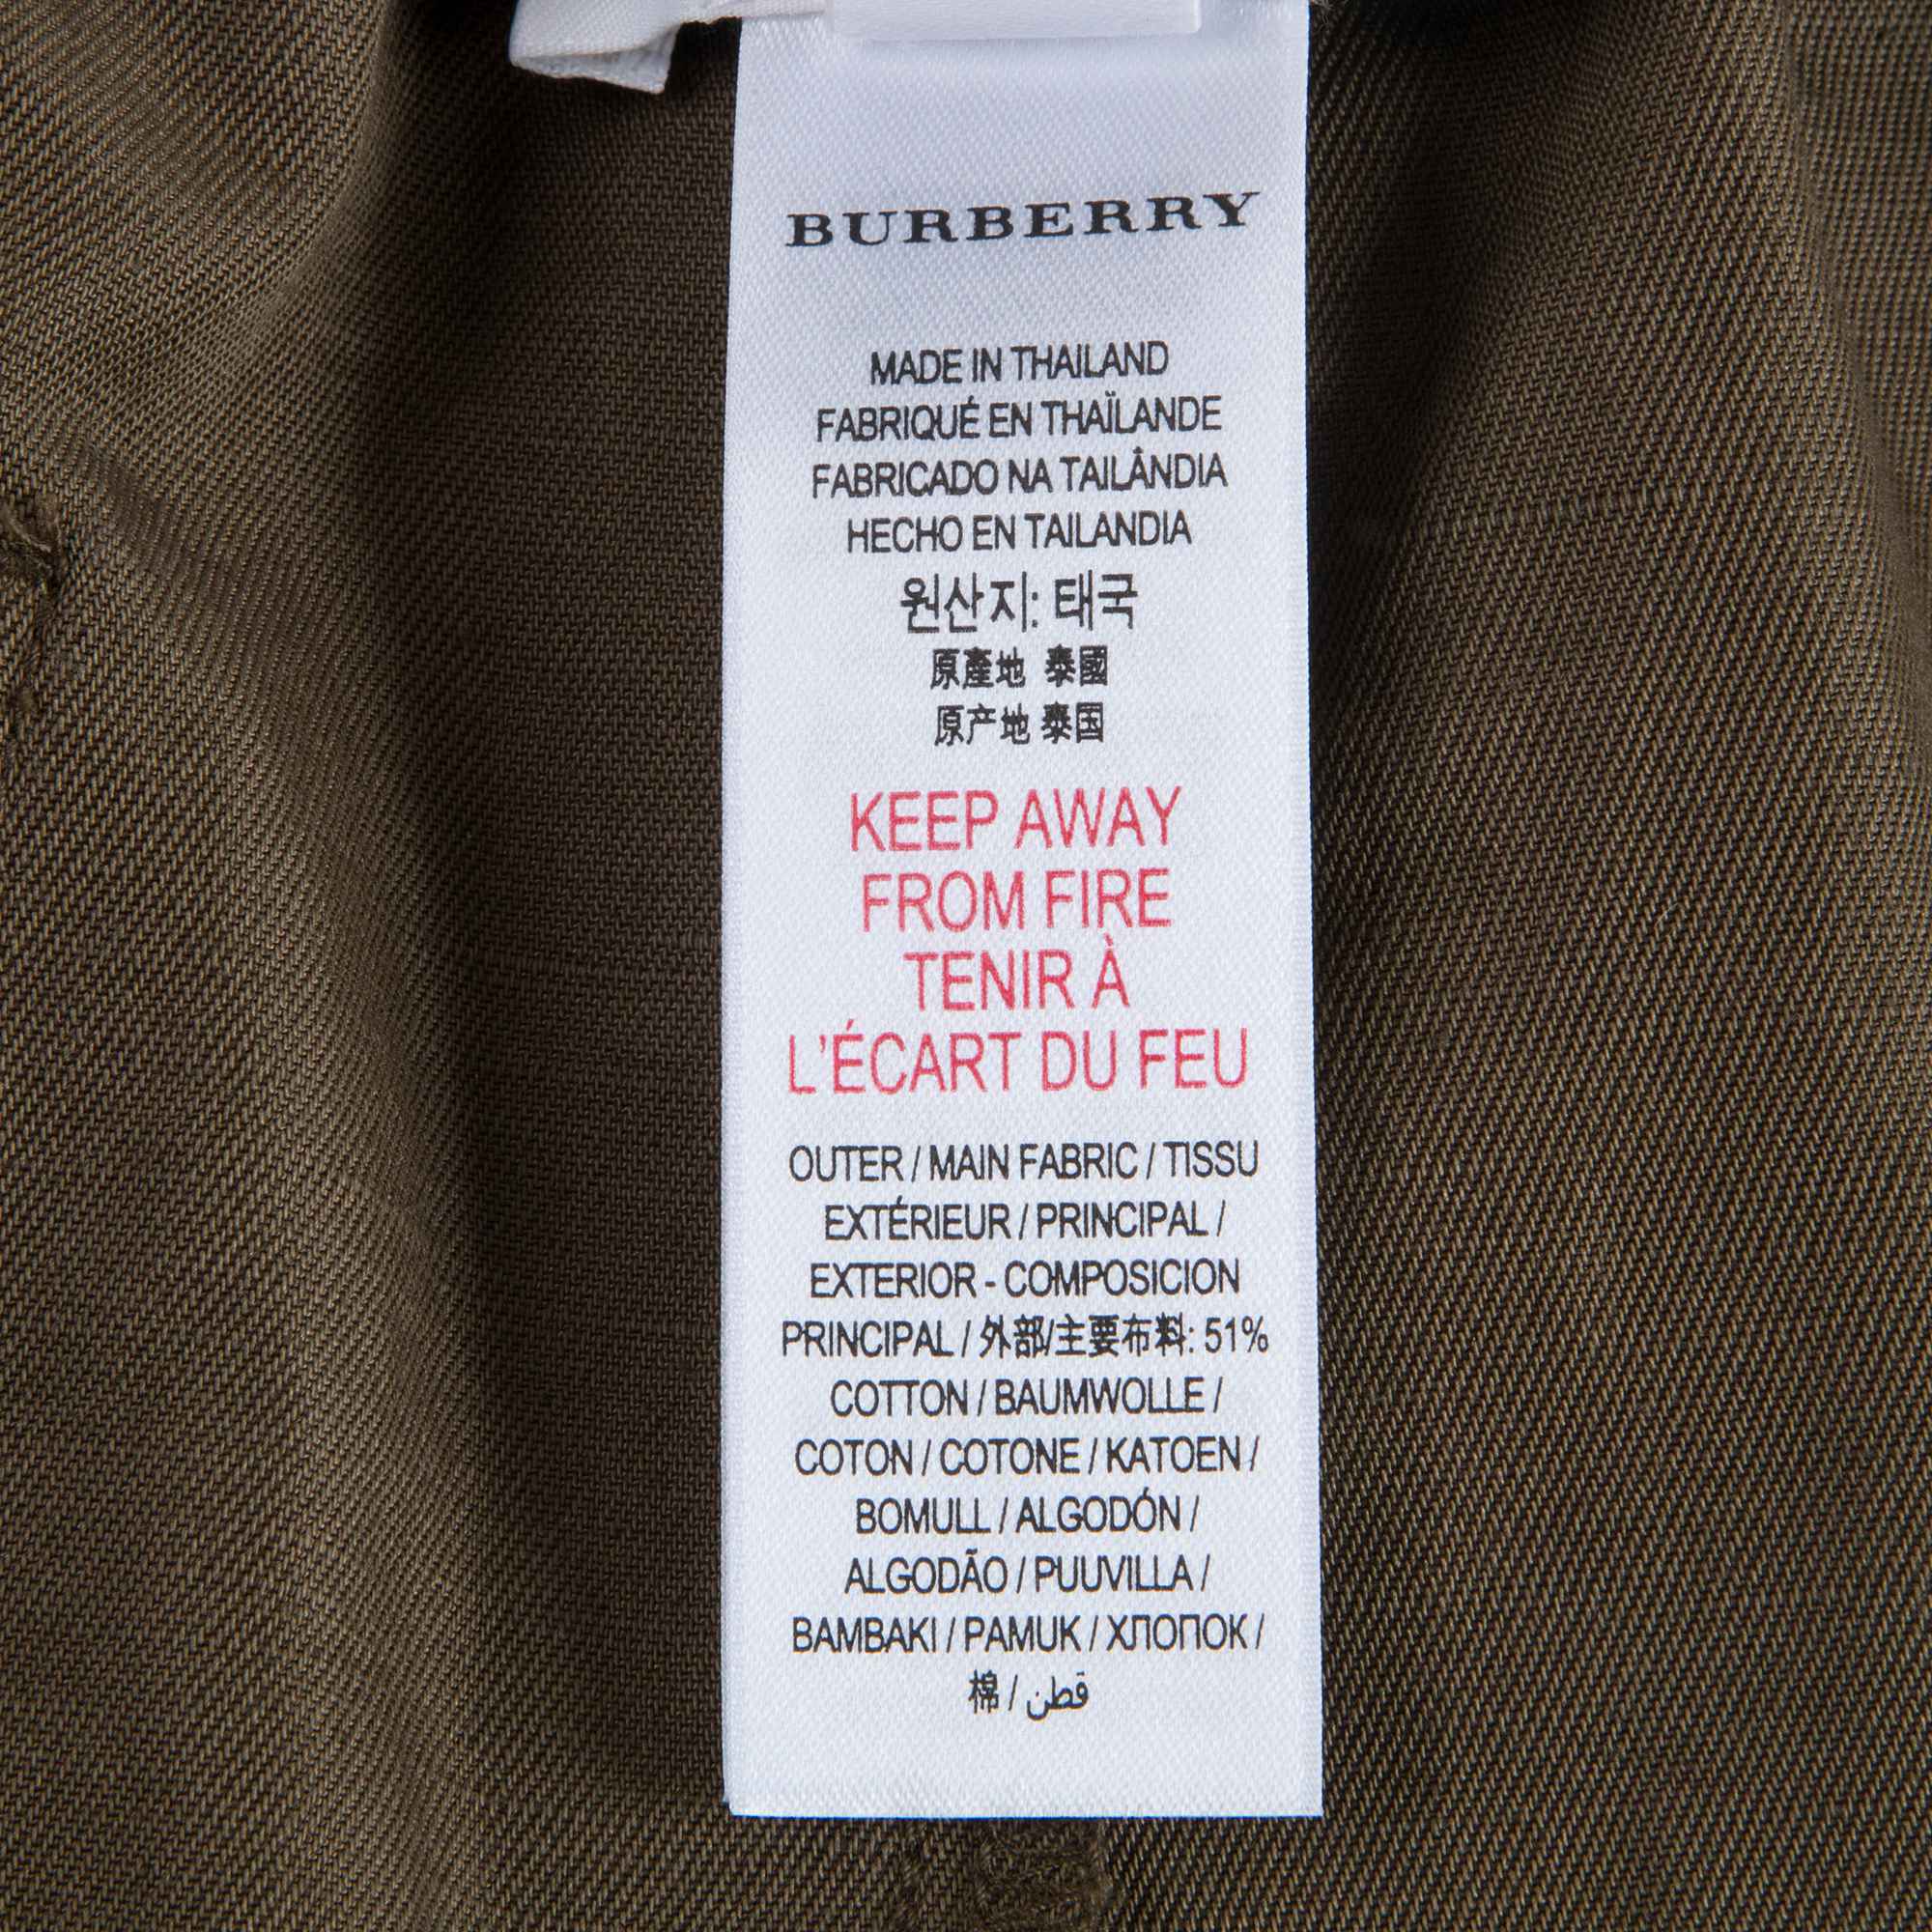 BURBERRY
MADE IN THAILAND
FABRIQUÉ EN THAÏLANDE
FABRICADO NA TAILÂNDIA
HECHO EN TAILANDIA
원산지: 태국
原產地 泰國
原产地 泰国
KEEP AWAY
FROM FIRE
TENIR À
L'ÉCART DU FEU
OUTER / MAIN FABRIC / TISSU
EXTÉRIEUR / PRINCIPAL /
EXTERIOR - COMPOSICION
PRINCIPAL / 外部/主要布料: 51%
COTTON / BAUMWOLLE /
COTON / COTONE / KATOEN /
BOMULL / ALGODÓN /
ALGODÃO / PUUVILLA /
BAMBAKI / PAMUK / ХЛОПОК /
棉 / قطن